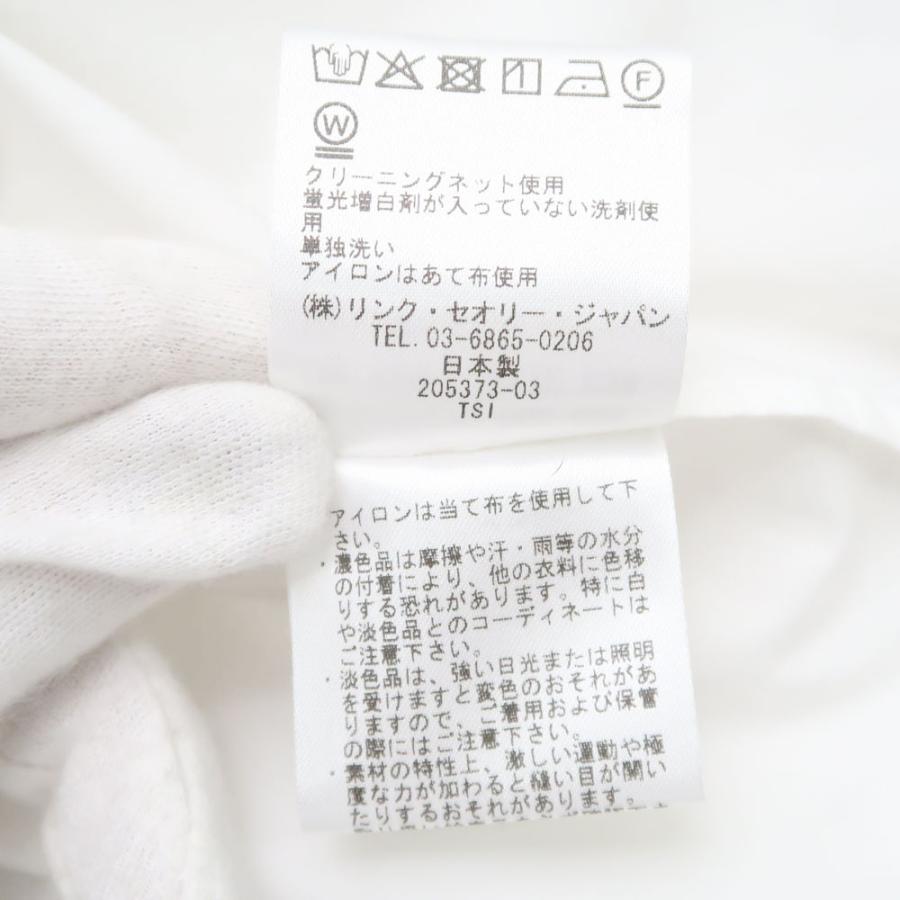 F
W
クリーニングネット使用
蛍光増白剤が入っていない洗剤使
用
単独洗い
アイロンはあて布使用
(株)リンク・セオリー・ジャパン
TEL. 03-6865-0206
日本製
205373-03
TSI
アイロンは当て布を使用して下
さい。
・濃色品は摩擦や汗・雨等の水分
の付着により、他の衣料に色移
りする恐れがあります。特に白
や淡色品とのコーディネートは
ご注意下さい。
・淡色品は、強い日光または照明
を受けますと変色のおそれがあ
りますので、ご着用および保管
の際にはご注意下さい。
・素材の特性上、激しい運動や極
度な力が加わると縫い目が開い
たりするおそれがあります。